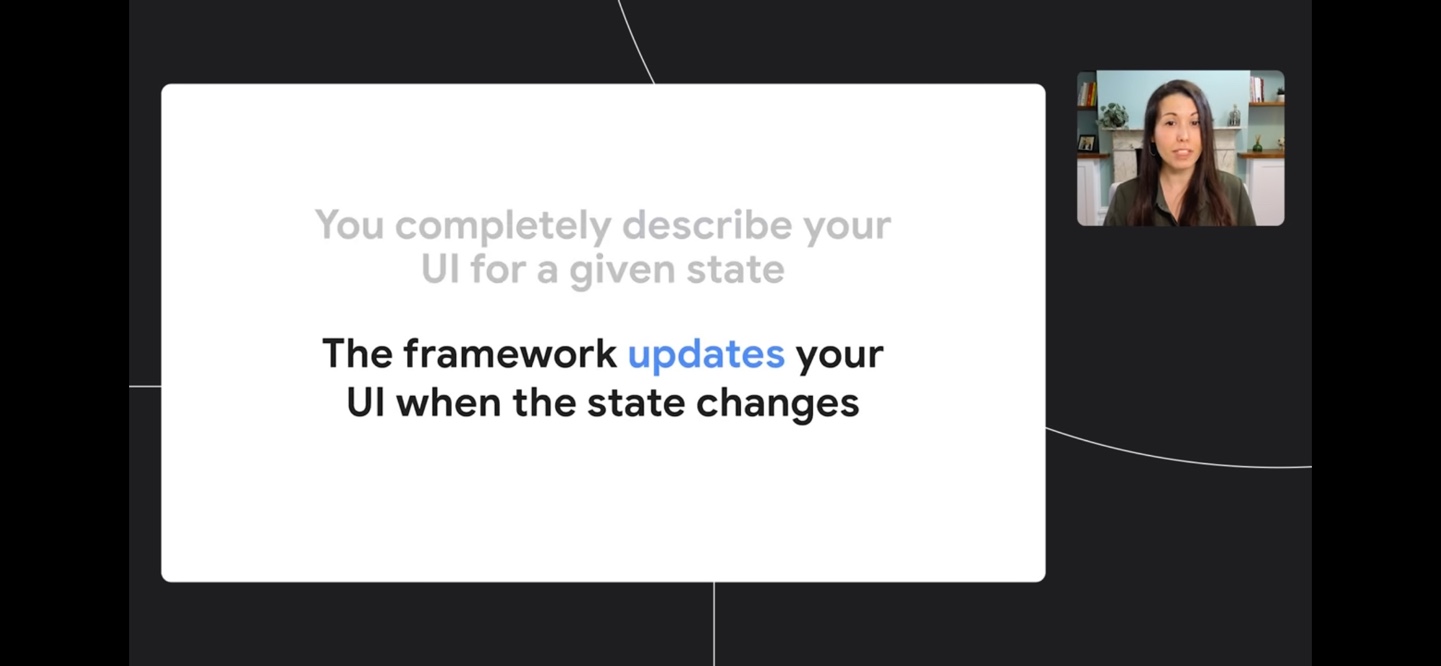 You completely describe your
UI for a given state
The framework updates your
UI when the state changes